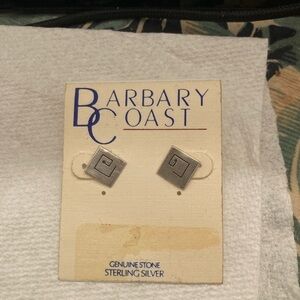 BARBARY
COAST
GENUINE STONE
STERLING SILVER